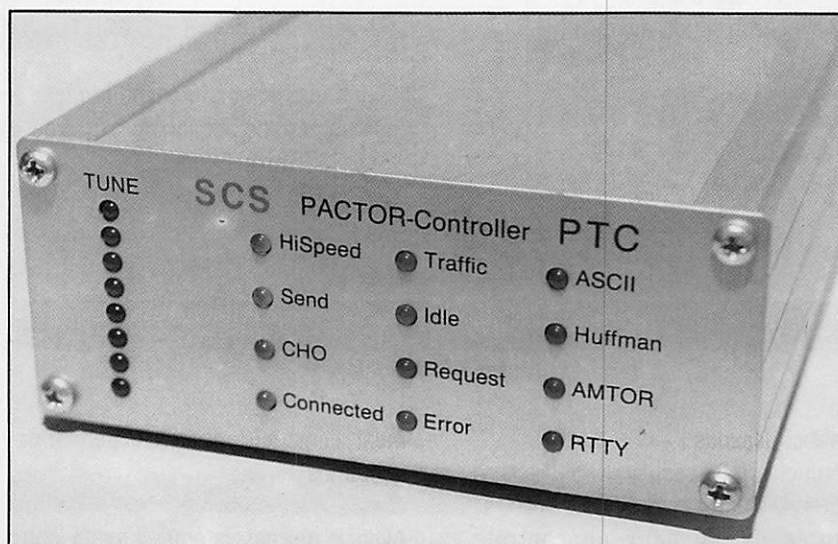 TUNE
SCS PACTOR-Controller PTC
HiSpeed Traffic ASCII
Send Idle Huffman
CHO Request AMTOR
Connected Error RTTY